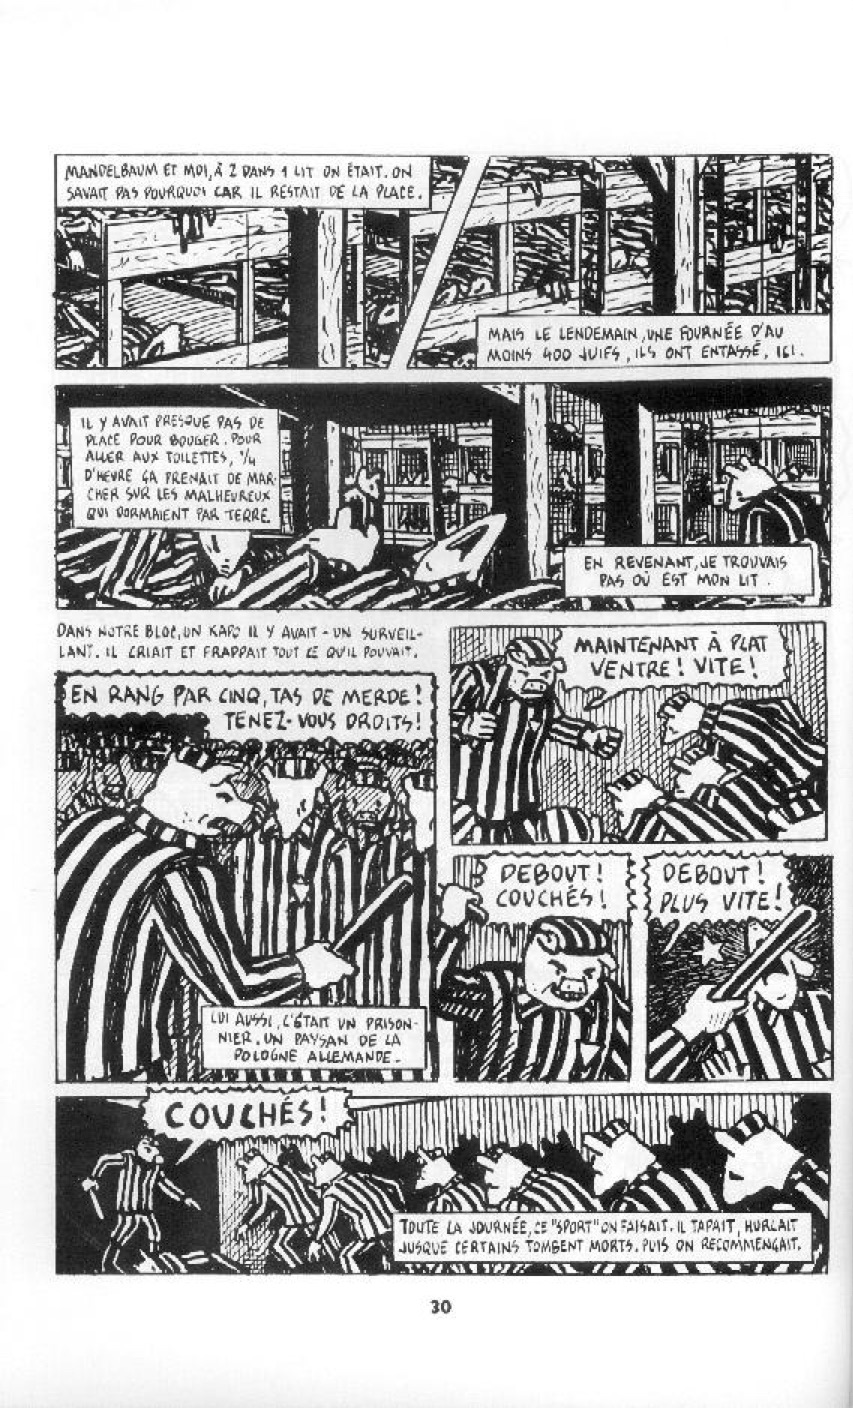 MANDELBAUM ET MOI, À 2 DANS 1 LIT ON ÉTAIT. ON
SAVAIT PAS POURQUOI CAR IL RESTAIT DE LA PLACE.
MAIS LE LENDEMAIN, UNE FOURNÉE D'AU
MOINS 400 JUIFS, ILS ONT ENTASSÉ, ICI.
IL Y AVAIT PRESQUE PAS DE
PLACE POUR BOUGER. POUR
ALLER AUX TOILETTES, 1/4
D'HEURE ÇA PRENAIT DE MAR-
CHER SUR LES MALHEUREUX
QUI DORMAIENT PAR TERRE.
EN REVENANT, JE TROUVAIS
PAS OÙ EST MON LIT.
DANS NOTRE BLOC, UN KAPO IL Y AVAIT - UN SURVEIL-
LANT. IL CRIAIT ET FRAPPAIT TOUT CE QU'IL POUVAIT.
EN RANG PAR CINQ, TAS DE MERDE!
TENEZ-VOUS DROITS!
LUI AUSSI, C'ÉTAIT UN PRISON-
NIER. UN PAYSAN DE LA
POLOGNE ALLEMANDE.
MAINTENANT À PLAT
VENTRE! VITE!
DEBOUT!
COUCHÉS!
DEBOUT!
PLUS VITE!
COUCHÉS!
TOUTE LA JOURNÉE, CE "SPORT" ON FAISAIT. IL TAPAIT, HURLAIT
JUSQUE CERTAINS TOMBENT MORTS. PUIS ON RECOMMENÇAIT.
30